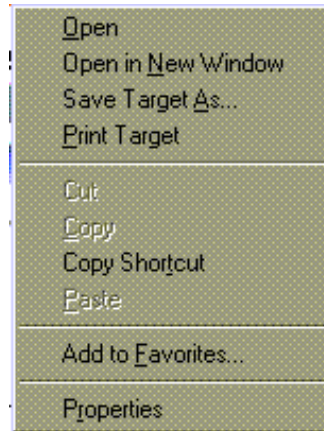 Open
Open in New Window
Save Target As...
Print Target
Cut
Copy
Copy Shortcut
Paste
Add to Favorites...
Properties